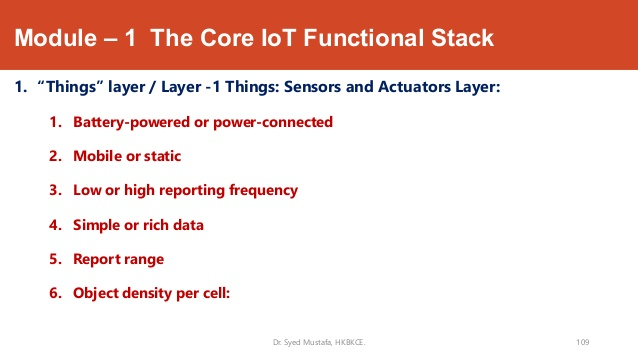 Module – 1 The Core IoT Functional Stack
1. “Things” layer / Layer -1 Things: Sensors and Actuators Layer:
1. Battery-powered or power-connected
2. Mobile or static
3. Low or high reporting frequency
4. Simple or rich data
5. Report range
6. Object density per cell:
Dr. Syed Mustafa, HKBKCE. 109